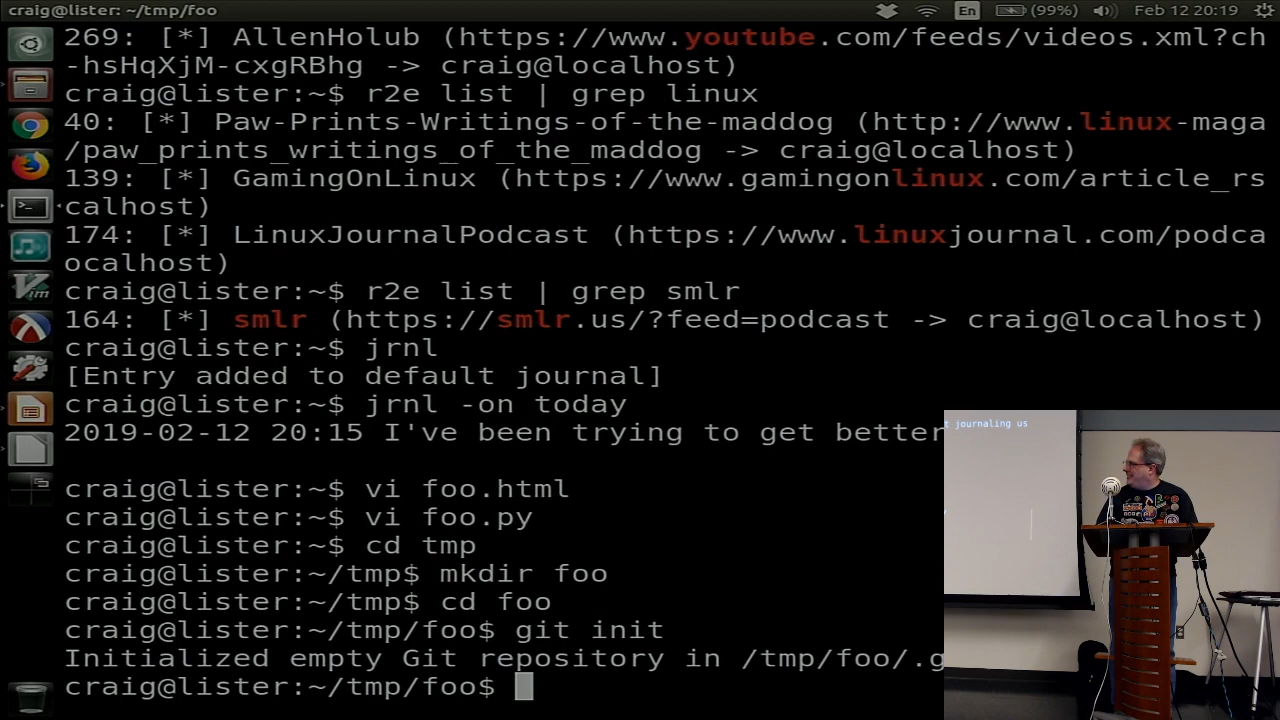 craig@lister: ~/tmp/foo
En
(99%)
Feb 12 20:19
269: [*] AllenHolub (https://www.youtube.com/feeds/videos.xml?ch
-hsHqXjM-cxgRBhg -> craig@localhost)
craig@lister:~$ r2e list | grep linux
40: [*] Paw-Prints-Writings-of-the-maddog (http://www.linux-maga
/paw_prints_writings_of_the_maddog -> craig@localhost)
139: [*] GamingOnLinux (https://www.gamingonlinux.com/article_rs
calhost)
174: [*] LinuxJournalPodcast (https://www.linuxjournal.com/podca
ocalhost)
craig@lister:~$ r2e list | grep smlr
164: [*] smlr (https://smlr.us/?feed=podcast -> craig@localhost)
craig@lister:~$ jrnl
[Entry added to default journal]
craig@lister:~$ jrnl -on today
2019-02-12 20:15 I've been trying to get better
t journaling us
craig@lister:~$ vi foo.html
craig@lister:~$ vi foo.py
craig@lister:~$ cd tmp
craig@lister:~/tmp$ mkdir foo
craig@lister:~/tmp$ cd foo
craig@lister:~/tmp/foo$ git init
Initialized empty Git repository in /tmp/foo/.g
craig@lister:~/tmp/foo$
Vim